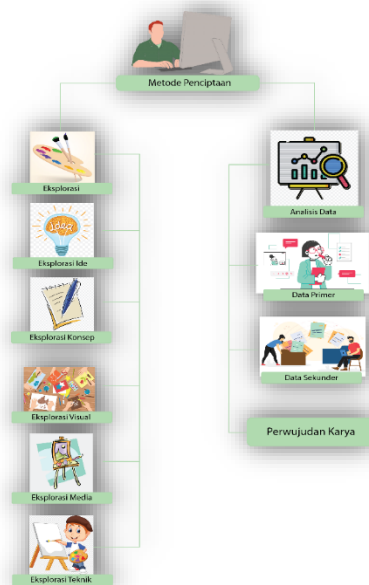 Metode Penciptaan
Eksplorasi
idea
Eksplorasi Ide
Eksplorasi Konsep
Eksplorasi Visual
Eksplorasi Media
Eksplorasi Teknik
Analisis Data
Data Primer
Data Sekunder
Perwujudan Karya